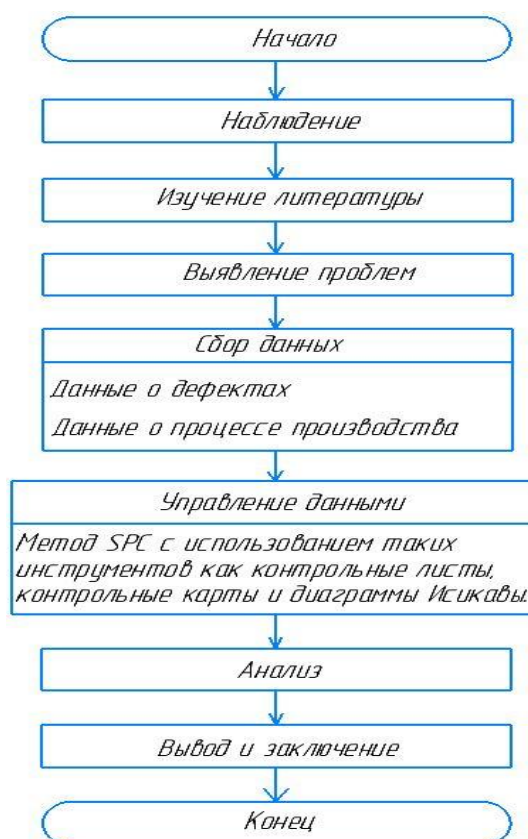 Начало
Наблюдение
Изучение литературы
Выявление проблем
Сбор данных
Данные о дефектах
Данные о процессе производства
Управление данными
Метод SPC с использованием таких
инструментов как контрольные листы,
контрольные карты и диаграммы Исикавы.
Анализ
Вывод и заключение
Конец